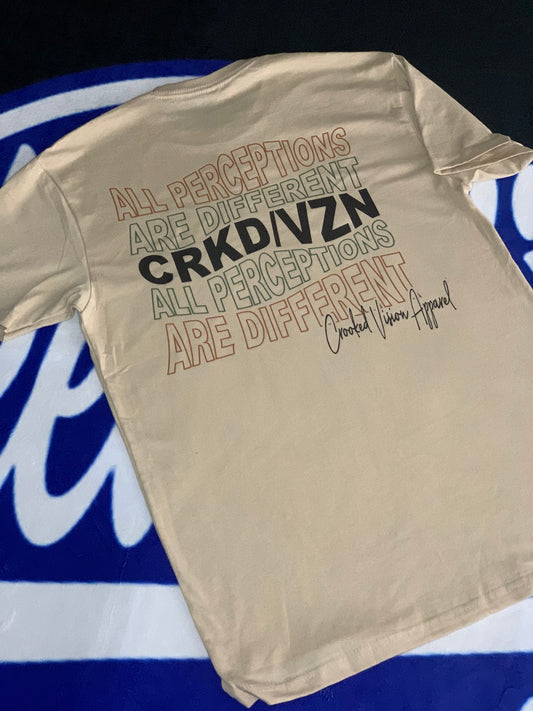 ALL PERCEPTIONS
ARE DIFFERENT
CRKD/VZN
ALL PERCEPTIONS
ARE DIFFERENT
Crooked Vision Apparel